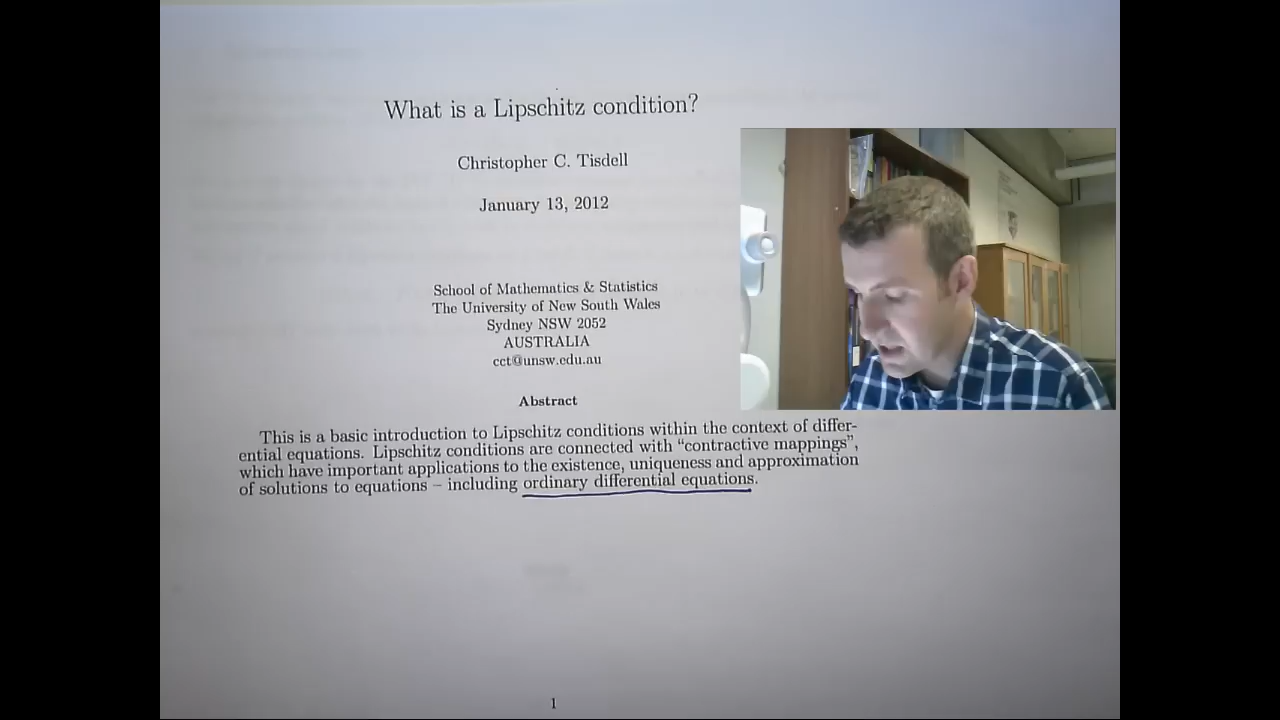 What is a Lipschitz condition?
Christopher C. Tisdell
January 13, 2012
School of Mathematics & Statistics
The University of New South Wales
Sydney NSW 2052
AUSTRALIA
cct@unsw.edu.au
Abstract
This is a basic introduction to Lipschitz conditions within the context of differ-
ential equations. Lipschitz conditions are connected with “contractive mappings”,
which have important applications to the existence, uniqueness and approximation
of solutions to equations – including ordinary differential equations.
1